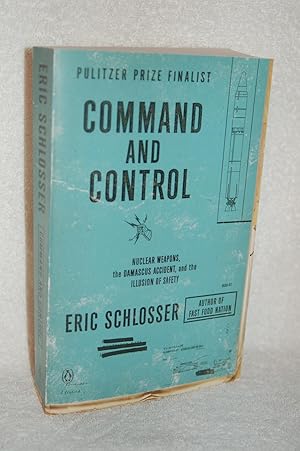 PULITZER PRIZE FINALIST
COMMAND
AND
CONTROL
NUCLEAR WEAPONS,
the DAMASCUS ACCIDENT, and the
ILLUSION OF SAFETY
ERIC SCHLOSSER
AUTHOR OF
FAST FOOD NATION
ERIC SCHLOSSER
COMMAND AND CONTROL